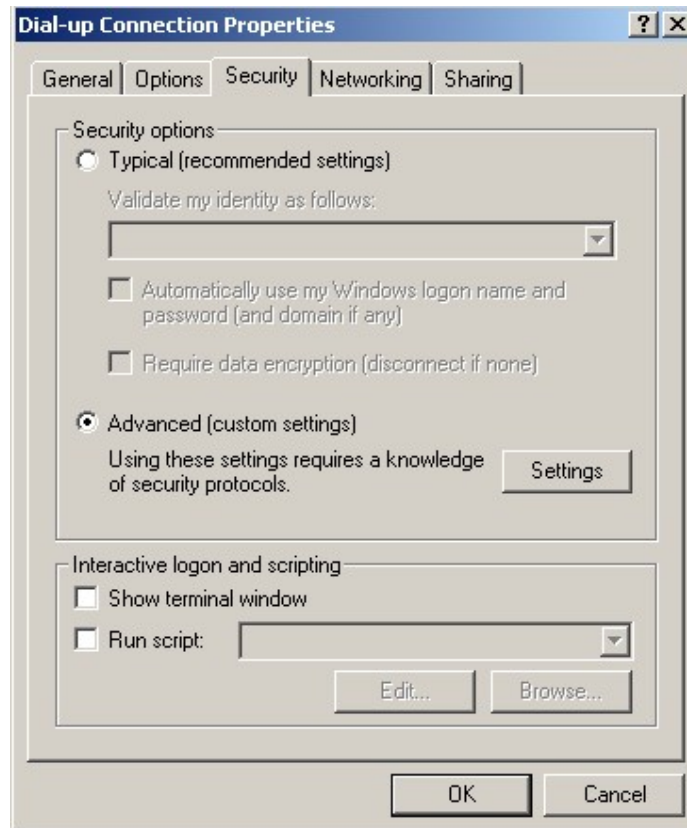 Dial-up Connection Properties
General
Options
Security
Networking
Sharing
Security options
Typical (recommended settings)
Validate my identity as follows:
Automatically use my Windows logon name and
password (and domain if any)
Require data encryption (disconnect if none)
Advanced (custom settings)
Using these settings requires a knowledge
of security protocols.
Settings
Interactive logon and scripting
Show terminal window
Run script:
Edit...
Browse...
OK
Cancel